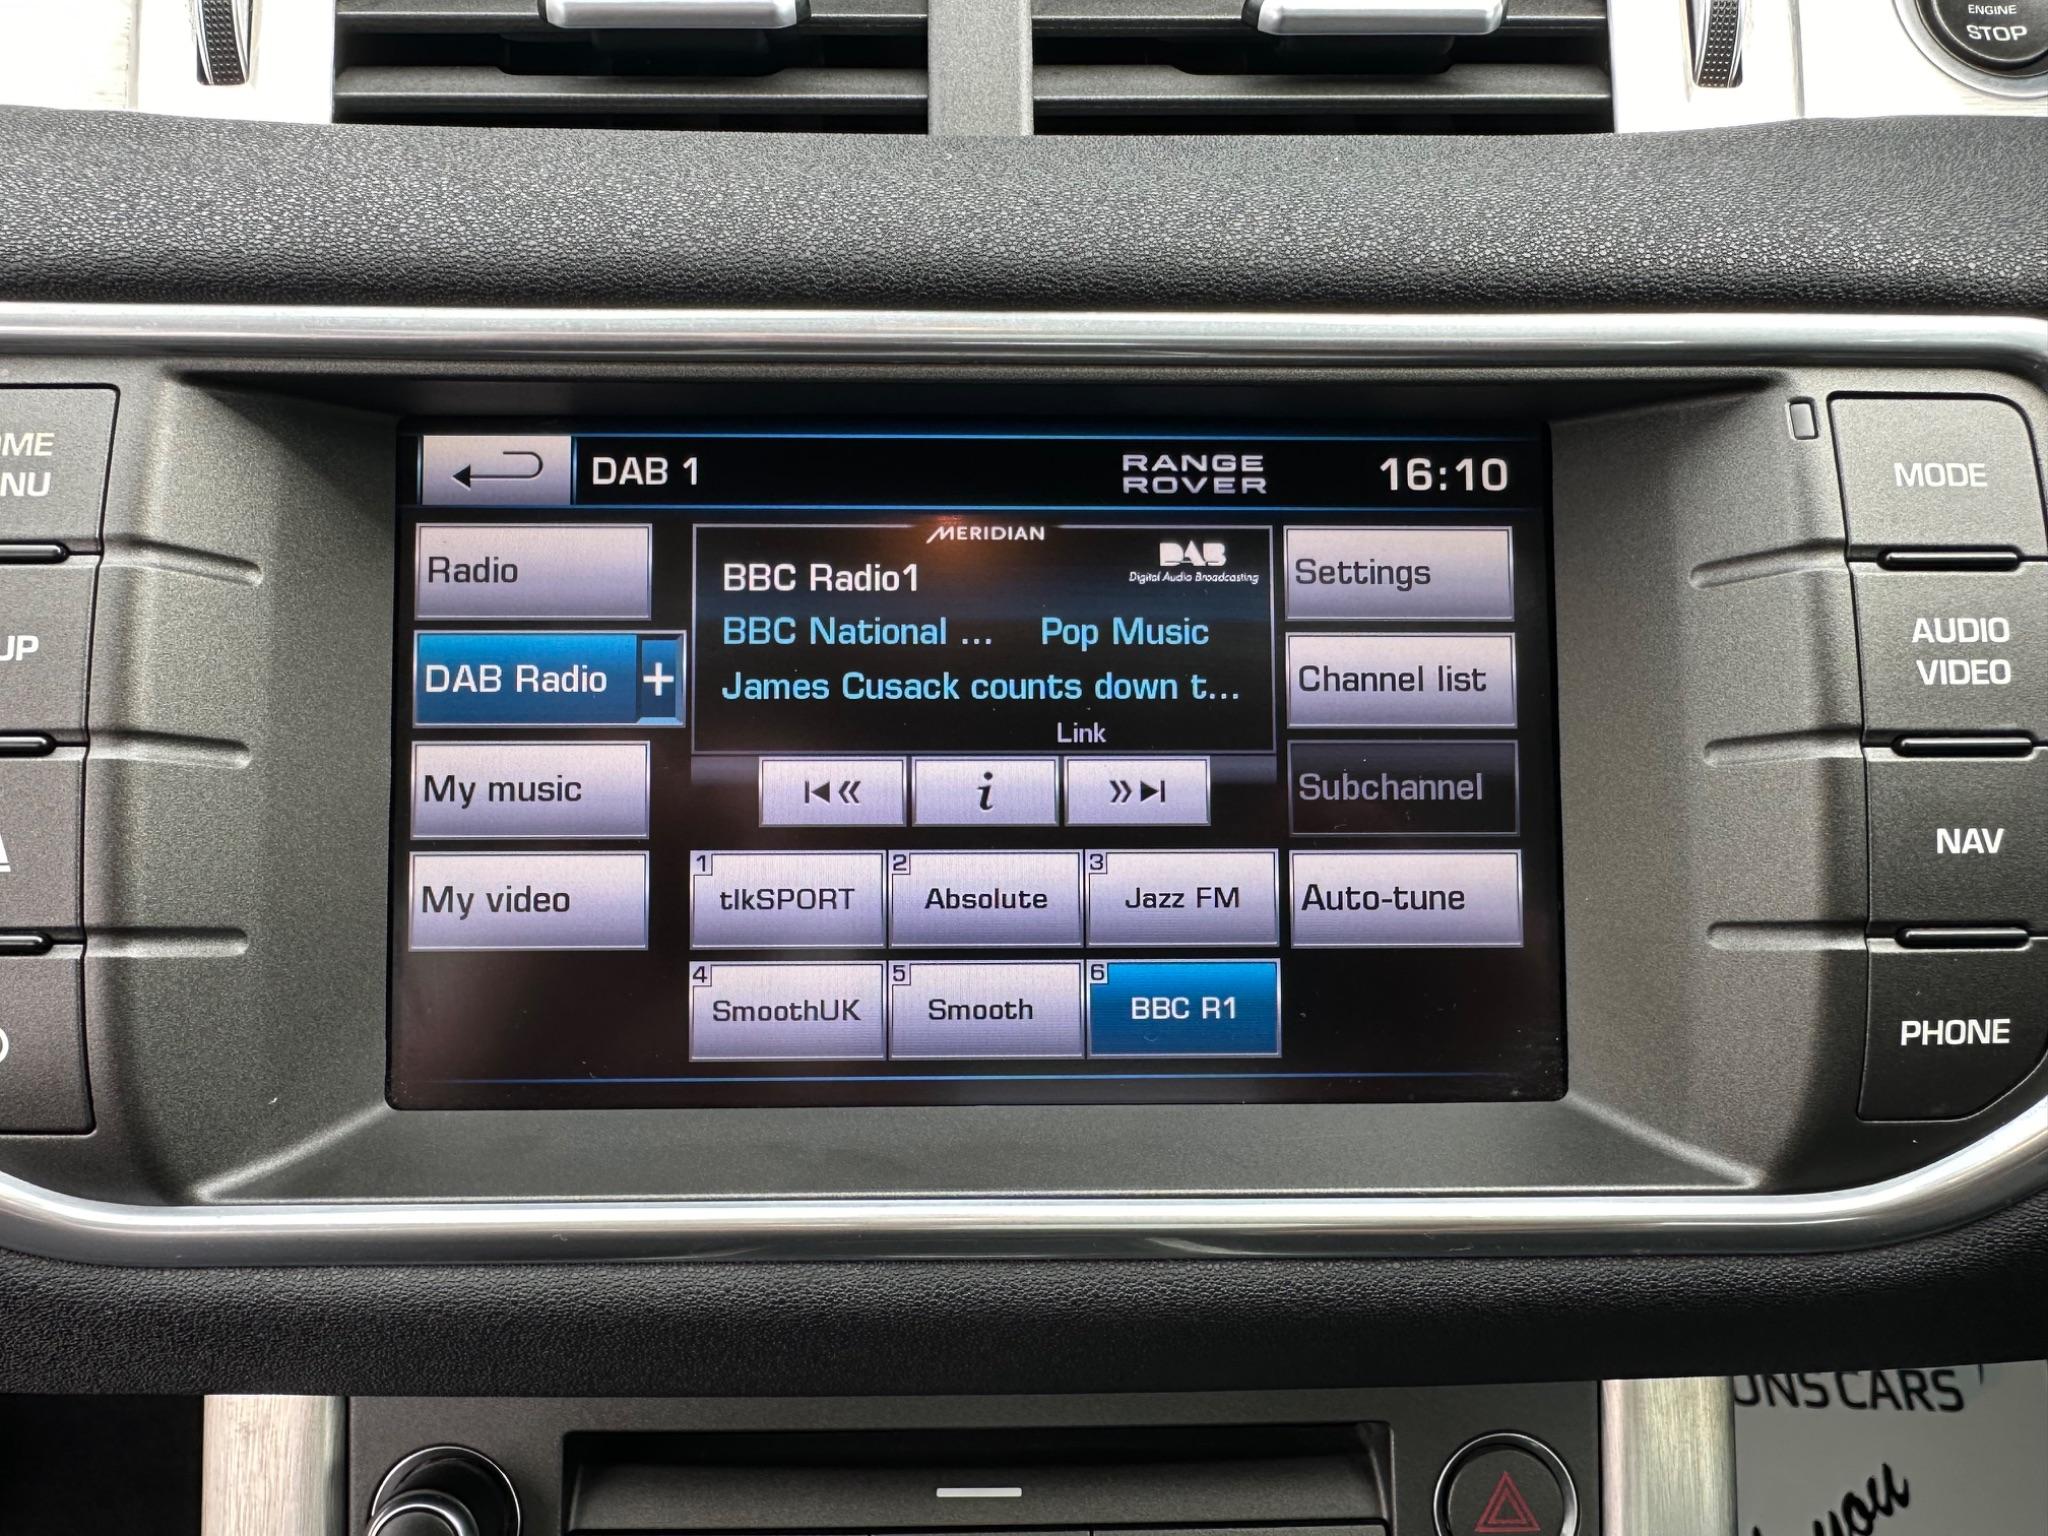 ENGINE
STOP
DAB 1
RANGE
ROVER
16:10
MODE
Radio
MERIDIAN
DAB
Digital Audio Broadcasting
BBC Radio1
BBC National ... Pop Music
James Cusack counts down t...
Link
Settings
DAB Radio +
Channel list
AUDIO
VIDEO
My music
i
Subchannel
NAV
My video
1 tlkSPORT
2 Absolute
3 Jazz FM
Auto-tune
4 SmoothUK
5 Smooth
6 BBC R1
PHONE
CARS
you